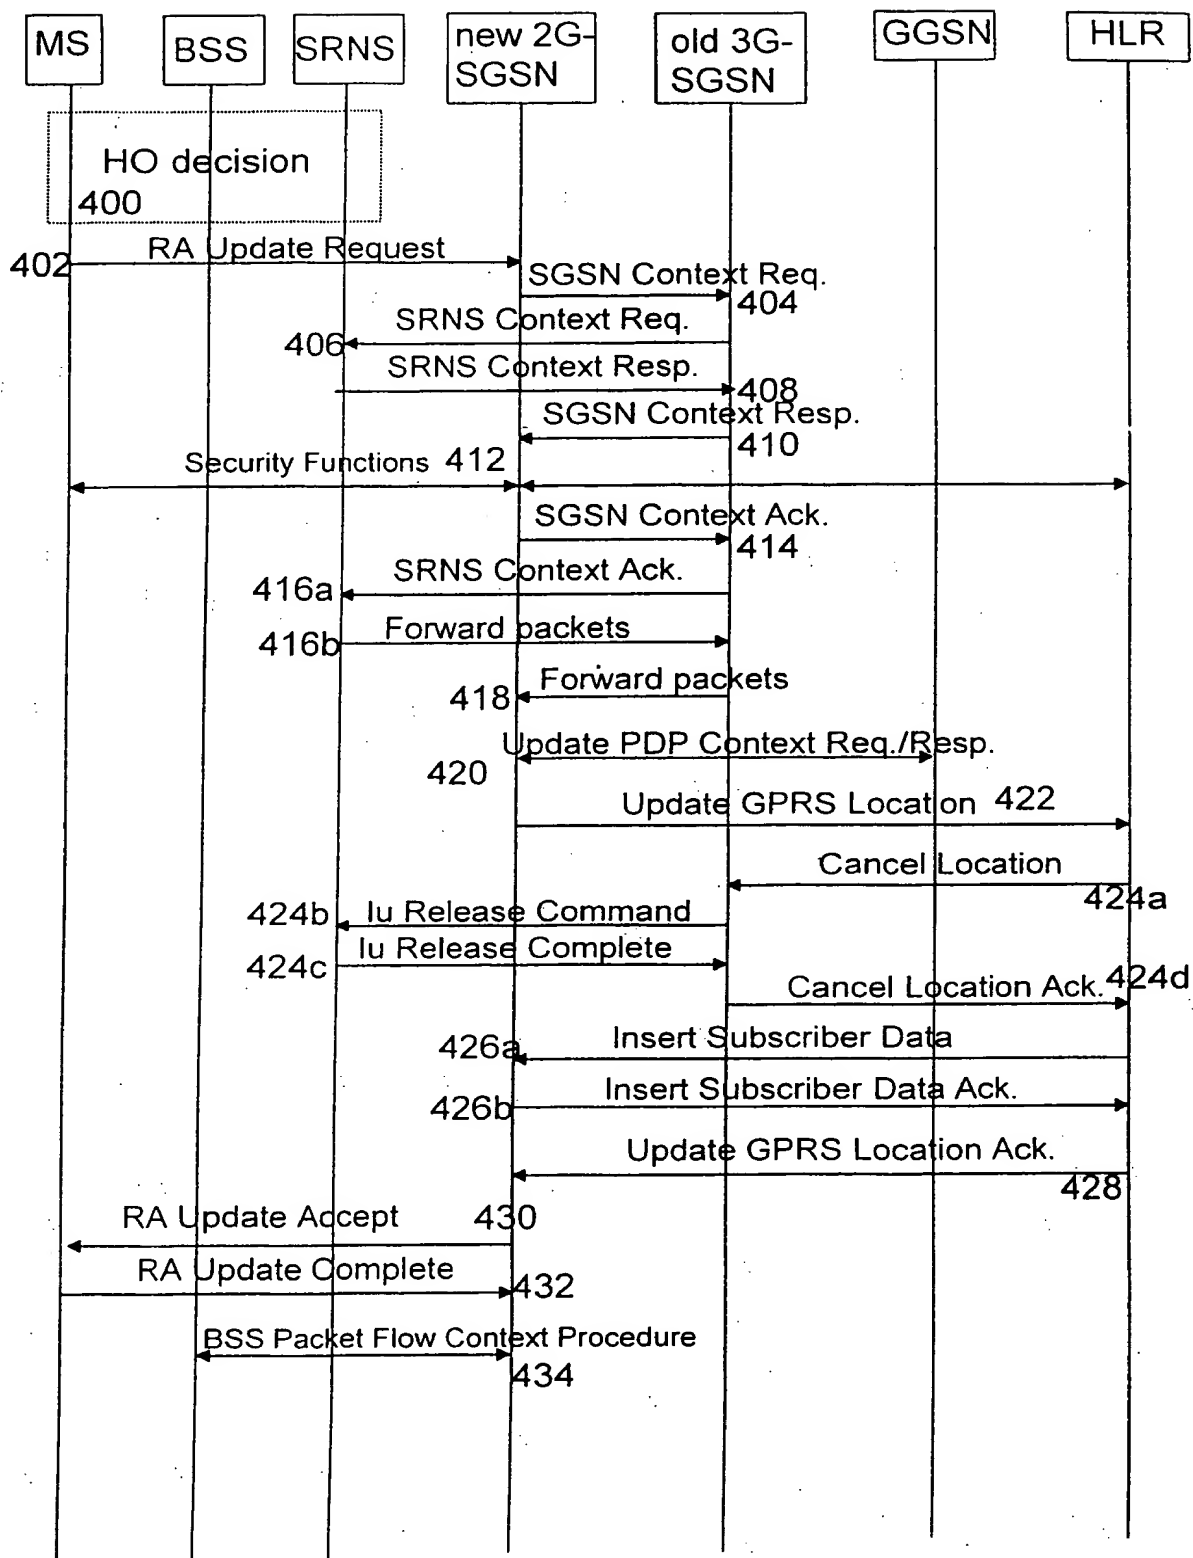 MS
BSS
SRNS
new 2G-
SGSN
old 3G-
SGSN
GGSN
HLR
HO decision
400
402
RA Update Request
SGSN Context Req.
404
SRNS Context Req.
406
SRNS Context Resp.
408
SGSN Context Resp.
410
Security Functions 412
SGSN Context Ack.
414
SRNS Context Ack.
416a
Forward packets
416b
Forward packets
418
Update PDP Context Req./Resp.
420
Update GPRS Location 422
Cancel Location
424a
424b
Iu Release Command
Iu Release Complete
424c
424d
Cancel Location Ack.
Insert Subscriber Data
426a
Insert Subscriber Data Ack.
426b
Update GPRS Location Ack.
428
RA Update Accept
430
RA Update Complete
432
BSS Packet Flow Context Procedure
434